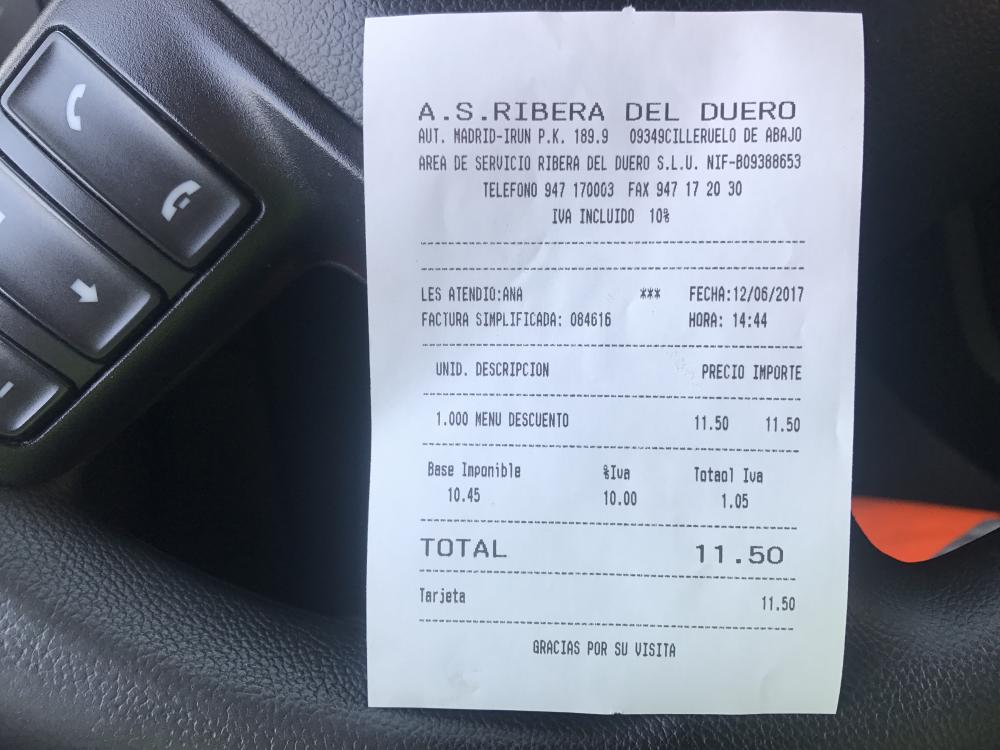 A.S.RIBERA DEL DUERO
AUT. MADRID-IRUN P.K. 189.9 09349CILLERUELO DE ABAJO
AREA DE SERVICIO RIBERA DEL DUERO S.L.U. NIF-B09388653
TELEFONO 947 170003 FAX 947 17 20 30
IVA INCLUIDO 10%
LES ATENDIO:ANA *** FECHA:12/06/2017
FACTURA SIMPLIFICADA: 084616 HORA: 14:44
UNID. DESCRIPCION PRECIO IMPORTE
1.000 MENU DESCUENTO 11.50 11.50
Base Inponible %Iva Totaol Iva
10.45 10.00 1.05
TOTAL 11.50
Tarjeta 11.50
GRACIAS POR SU VISITA